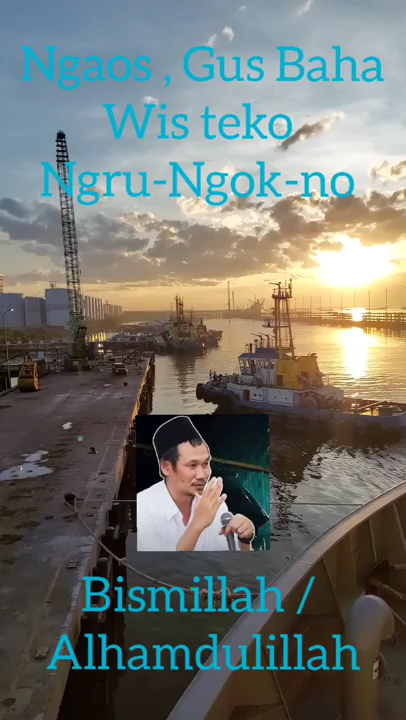 Ngaos , Gus Baha
Wis teko
Ngru-Ngok-no
Bismillah /
Alhamdulillah